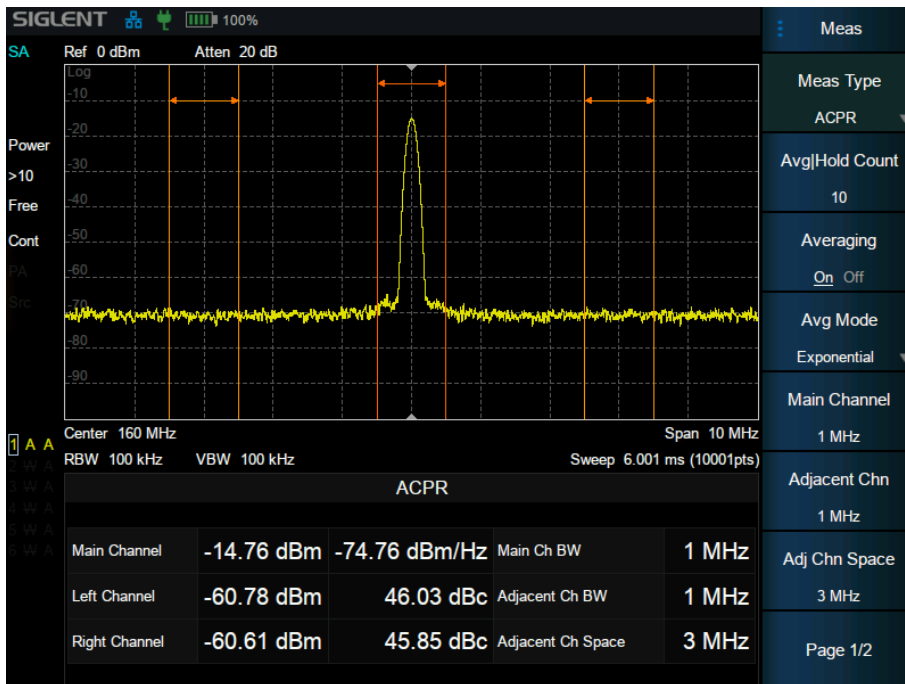 SIGLENT 100%
SA Ref 0 dBm Atten 20 dB
Log
-10
-20
-30
-40
-50
-60
-70
-80
-90
Power
>10
Free
Cont
PA
Src
Center 160 MHz Span 10 MHz
RBW 100 kHz VBW 100 kHz Sweep 6.001 ms (10001pts)
1 A A
2 W A
3 W A
4 W A
5 W A
6 W A
ACPR
Main Channel -14.76 dBm -74.76 dBm/Hz Main Ch BW 1 MHz
Left Channel -60.78 dBm 46.03 dBc Adjacent Ch BW 1 MHz
Right Channel -60.61 dBm 45.85 dBc Adjacent Ch Space 3 MHz
Meas
Meas Type
ACPR
Avg|Hold Count
10
Averaging
On Off
Avg Mode
Exponential
Main Channel
1 MHz
Adjacent Chn
1 MHz
Adj Chn Space
3 MHz
Page 1/2